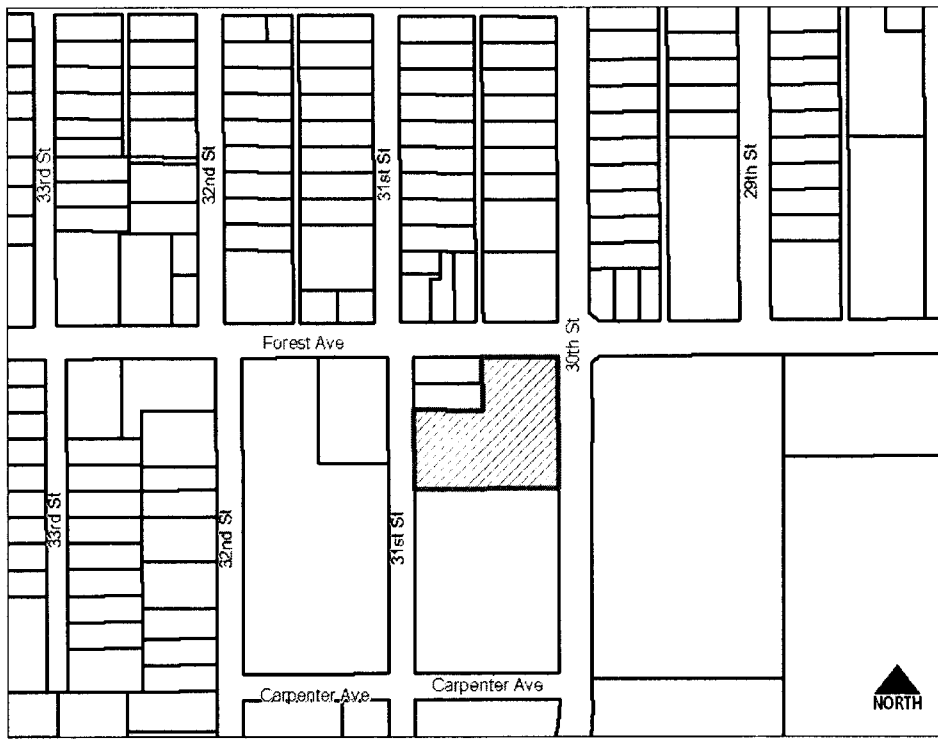 33rd St
32nd St
31st St
29th St
Forest Ave
30th St
33rd St
32nd St
31st St
Carpenter Ave
Carpenter Ave
NORTH